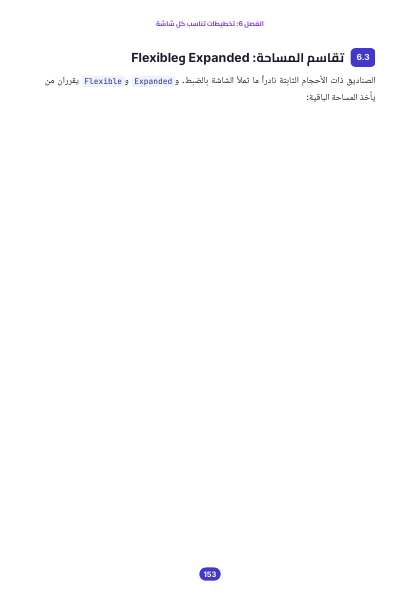 الفصل 6: تخطيطات تناسب كل شاشة
6.3 تقاسم المساحة: Expanded وFlexible
الصناديق ذات الأحجام الثابتة نادراً ما تملأ الشاشة بالضبط. و Expanded و Flexible يقرران من
يأخذ المساحة الباقية:
153